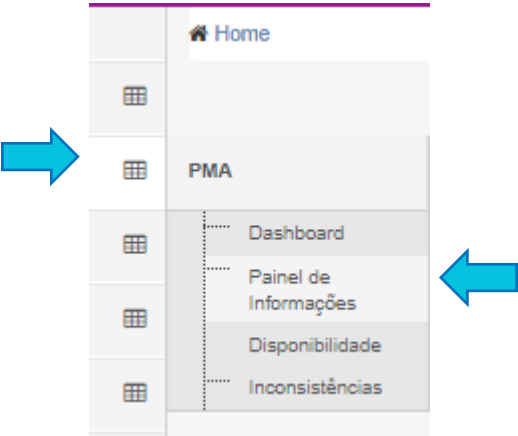 Home
PMA
Dashboard
Painel de
Informações
Disponibilidade
Inconsistências